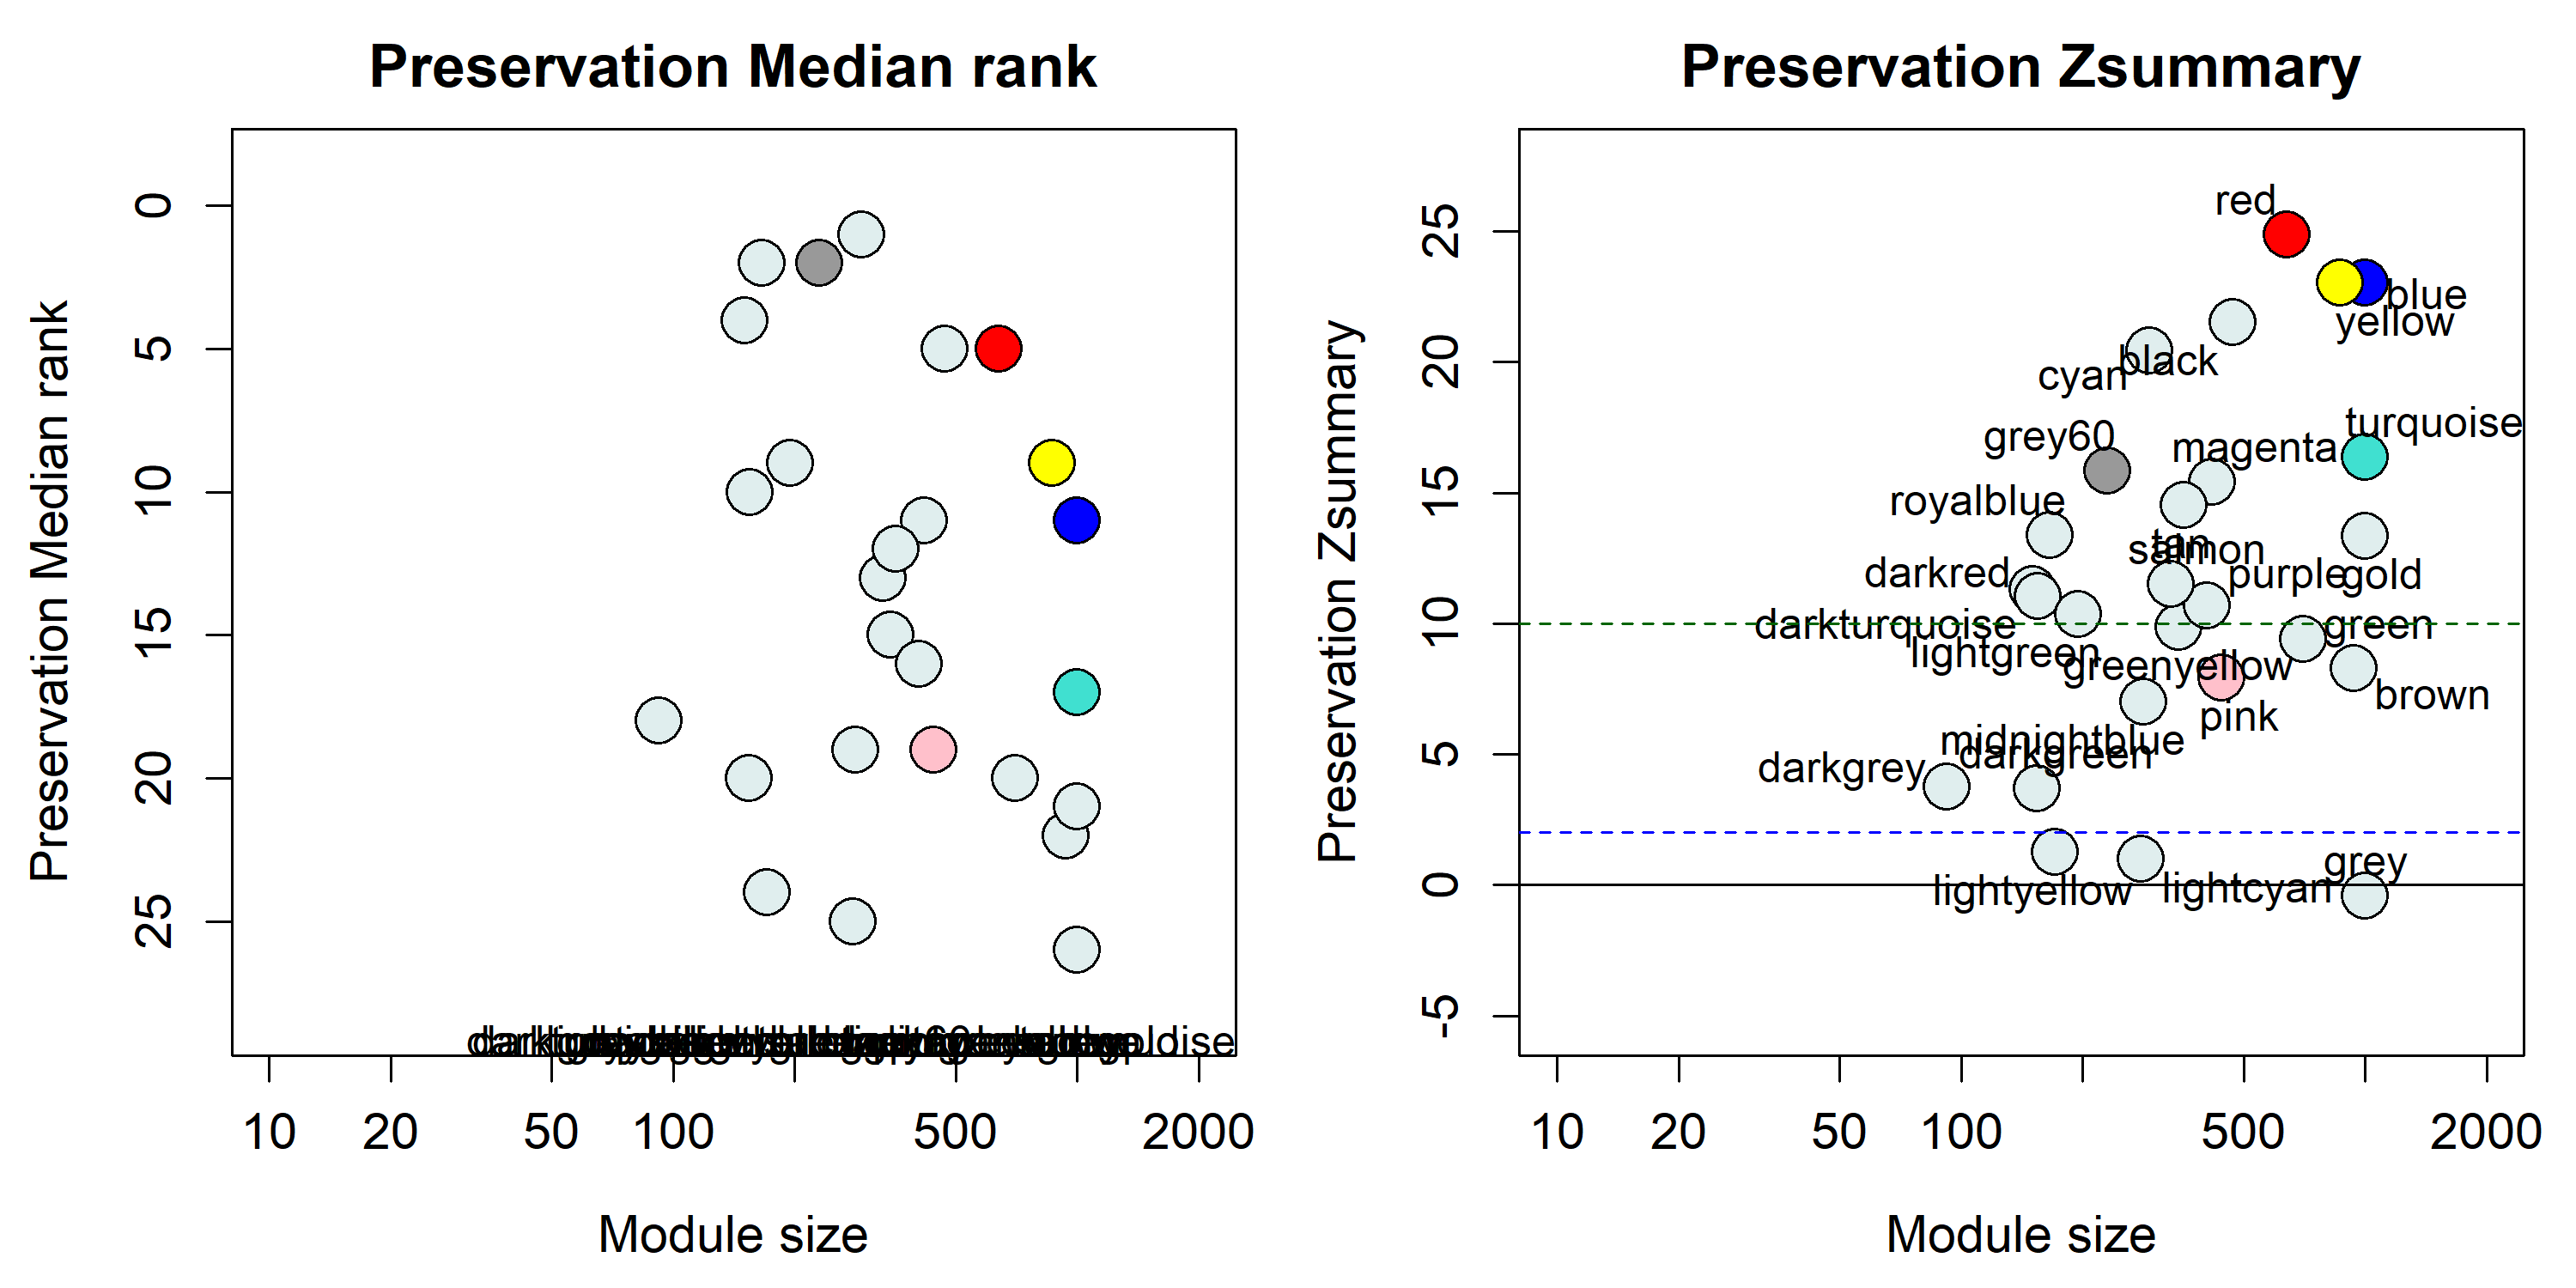 Preservation Median rank
Preservation Median rank
0
5
10
15
20
25
10 20 50 100 500 2000
Module size
Preservation Zsummary
Preservation Zsummary
25
20
15
10
5
0
-5
red
blue
yellow
black
cyan
turquoise
grey60
magenta
royalblue
tan
salmon
darkred
purple
gold
darkturquoise
green
lightgreen
greenyellow
brown
pink
midnightblue
darkgreen
darkgrey
grey
lightyellow
lightcyan
10 20 50 100 500 2000
Module size